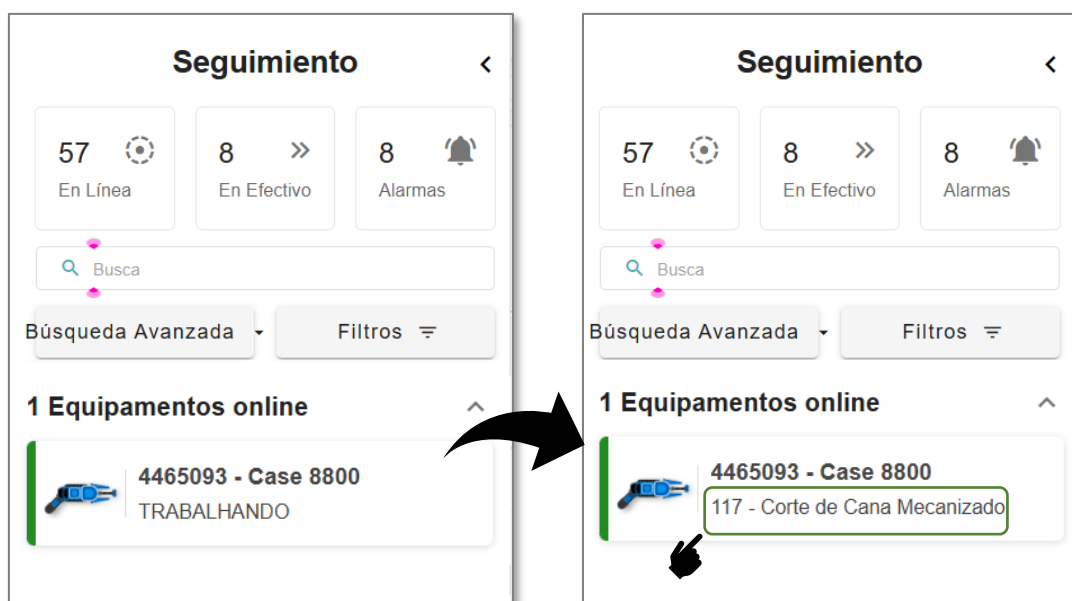 Seguimiento
57
En Línea
8
En Efectivo
8
Alarmas
Busca
Búsqueda Avanzada
Filtros
1 Equipamentos online
4465093 - Case 8800
TRABALHANDO
Seguimiento
57
En Línea
8
En Efectivo
8
Alarmas
Busca
Búsqueda Avanzada
Filtros
1 Equipamentos online
4465093 - Case 8800
117 - Corte de Cana Mecanizado